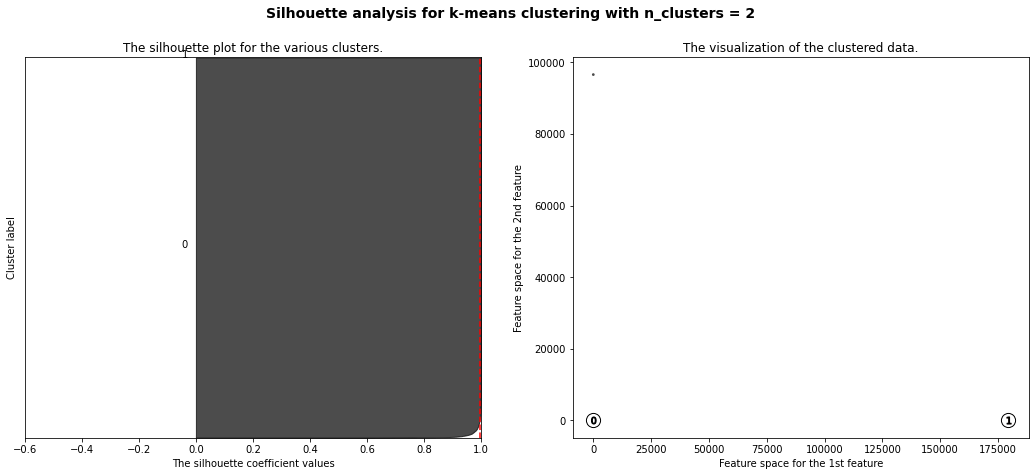 Silhouette analysis for k-means clustering with n_clusters = 2
The silhouette plot for the various clusters.
1
0
Cluster label
−0.6 −0.4 −0.2 0.0 0.2 0.4 0.6 0.8 1.0
The silhouette coefficient values
The visualization of the clustered data.
100000
80000
60000
40000
20000
0
Feature space for the 2nd feature
0 1
0 25000 50000 75000 100000 125000 150000 175000
Feature space for the 1st feature